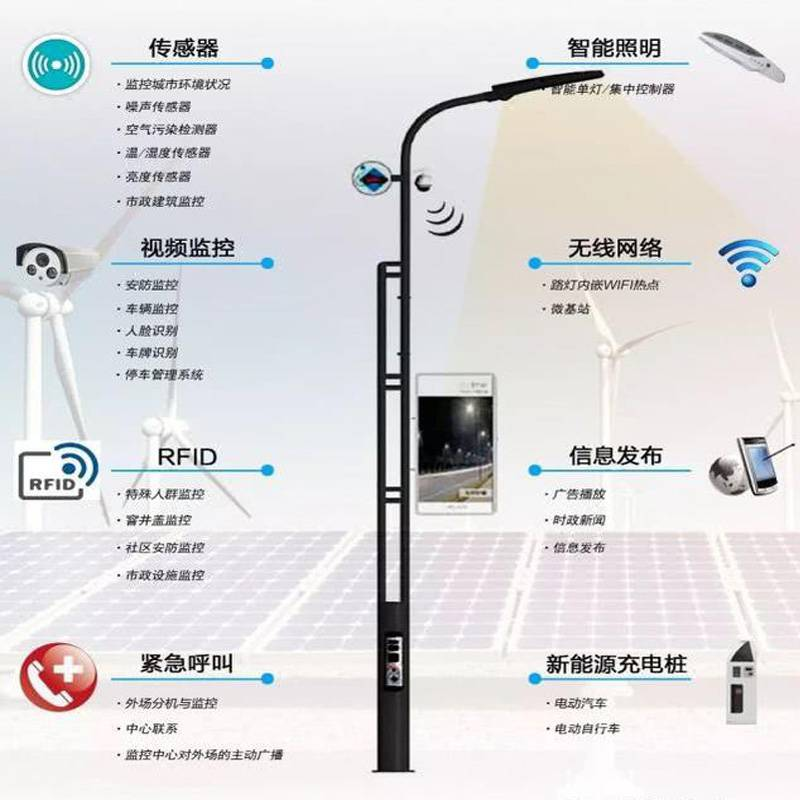 传感器
· 监控城市环境状况
· 噪声传感器
· 空气污染检测器
· 温/湿度传感器
· 亮度传感器
· 市政建筑监控
视频监控
· 安防监控
· 车辆监控
· 人脸识别
· 车牌识别
· 停车管理系统
RFID
RFID
· 特殊人群监控
· 窨井盖监控
· 社区安防监控
· 市政设施监控
紧急呼叫
· 外场分机与监控
· 中心联系
· 监控中心对外场的主动广播
智能照明
· 智能单灯/集中控制器
无线网络
· 路灯内嵌WIFI热点
· 微基站
信息发布
· 广告播放
· 时政新闻
· 信息发布
新能源充电桩
· 电动汽车
· 电动自行车